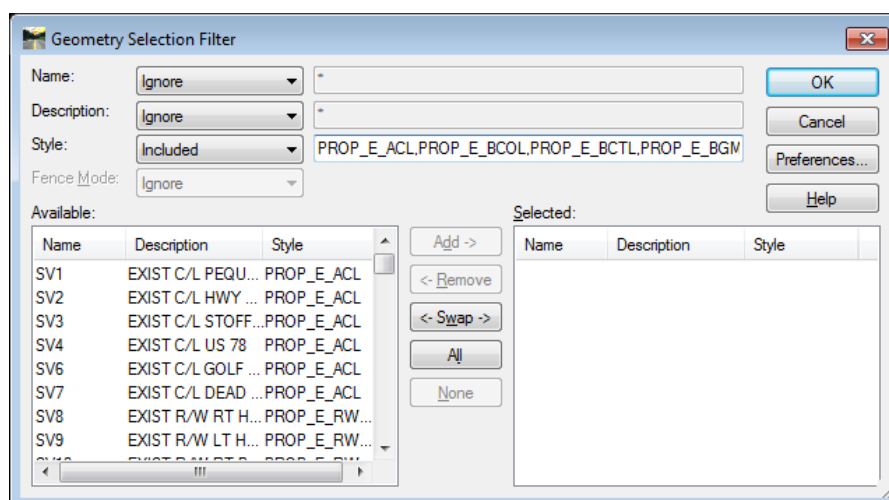 Geometry Selection Filter
Name: Ignore *
OK
Description: Ignore *
Cancel
Style: Included PROP_E_ACL,PROP_E_BCOL,PROP_E_BCTL,PROP_E_BGM
Preferences...
Fence Mode: Ignore
Help
Available:
Selected:
Name Description Style
Add ->
Name Description Style
SV1 EXIST C/L PEQU... PROP_E_ACL
<- Remove
SV2 EXIST C/L HWY ... PROP_E_ACL
SV3 EXIST C/L STOFF... PROP_E_ACL
<- Swap ->
SV4 EXIST C/L US 78 PROP_E_ACL
All
SV6 EXIST C/L GOLF ... PROP_E_ACL
SV7 EXIST C/L DEAD ... PROP_E_ACL
None
SV8 EXIST R/W RT H... PROP_E_RW...
SV9 EXIST R/W LT H... PROP_E_RW...